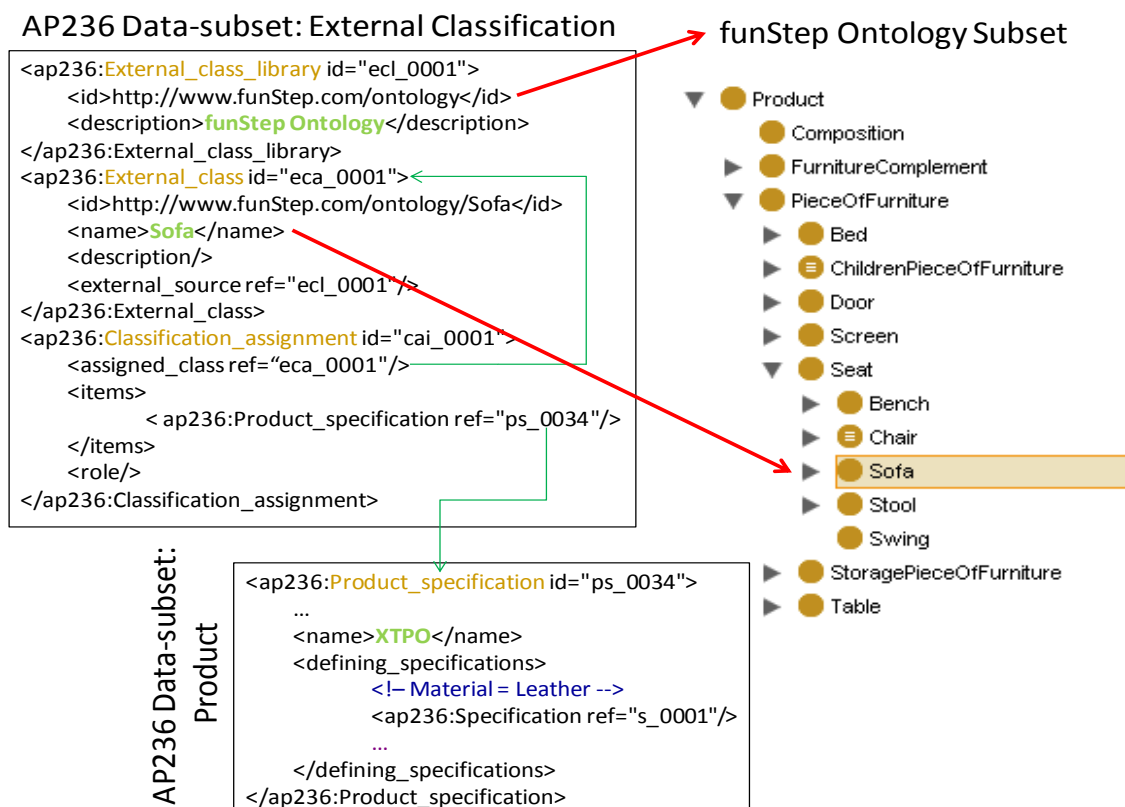 AP236 Data-subset: External Classification
<ap236:External_class_library id="ecl_0001">
<id>http://www.funStep.com/ontology</id>
<description>funStep Ontology</description>
</ap236:External_class_library>
<ap236:External_class id="eca_0001">
<id>http://www.funStep.com/ontology/Sofa</id>
<name>Sofa</name>
<description/>
<external_source ref="ecl_0001"/>
</ap236:External_class>
<ap236:Classification_assignment id="cai_0001">
<assigned_class ref=“eca_0001"/>
<items>
< ap236:Product_specification ref="ps_0034"/>
</items>
<role/>
</ap236:Classification_assignment>
funStep Ontology Subset
Product
Composition
FurnitureComplement
PieceOfFurniture
Bed
ChildrenPieceOfFurniture
Door
Screen
Seat
Bench
Chair
Sofa
Stool
Swing
StoragePieceOfFurniture
Table
AP236 Data-subset:
Product
<ap236:Product_specification id="ps_0034">
...
<name>XTPO</name>
<defining_specifications>
<!– Material = Leather -->
<ap236:Specification ref="s_0001"/>
...
</defining_specifications>
</ap236:Product_specification>